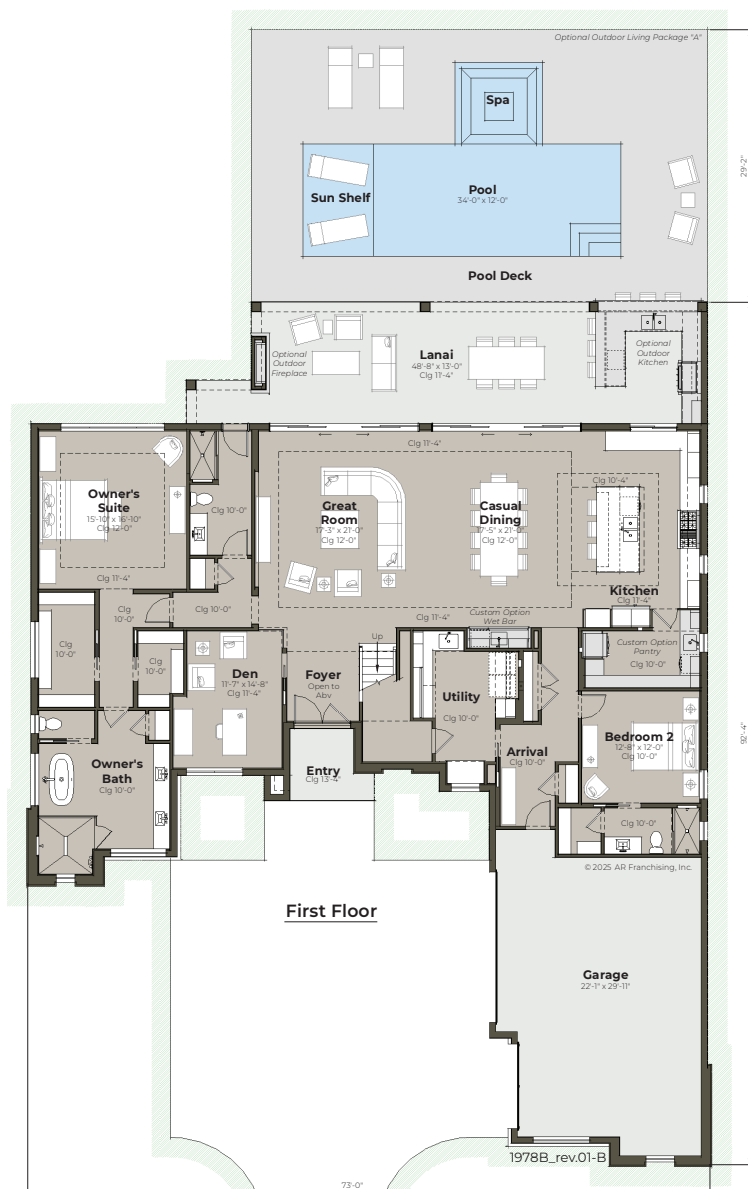 Optional Outdoor Living Package "A"
Spa
29'-2"
Sun Shelf
Pool
34'-0" x 12'-0"
Pool Deck
Optional
Outdoor
Fireplace
Lanai
48'-8" x 13'-0"
Clg 11'-4"
Optional
Outdoor
Kitchen
Clg 11'-4"
Owner's
Suite
15'-10" x 16'-10"
Clg 12'-0"
Clg 11'-4"
Clg 10'-0"
Great
Room
17'-3" x 21'-0"
Clg 12'-0"
Casual
Dining
17'-5" x 21'-0"
Clg 12'-0"
Clg 10'-4"
Kitchen
Clg 11'-4"
Clg
10'-0"
Clg 10'-0"
Clg 11'-4"
Custom Option
Wet Bar
Clg
10'-0"
Clg
10'-0"
Up
Custom Option
Pantry
Clg 10'-0"
Den
11'-7" x 14'-8"
Clg 11'-4"
Foyer
Open to
Abv
Utility
Clg 10'-0"
Arrival
Clg 10'-0"
Bedroom 2
12'-8" x 12'-0"
Clg 10'-0"
92'-4"
Owner's
Bath
Clg 10'-0"
Entry
Clg 13'-4"
Clg 10'-0"
© 2025 AR Franchising, Inc.
First Floor
Garage
22'-1" x 29'-11"
1978B_rev.01-B
73'-0"